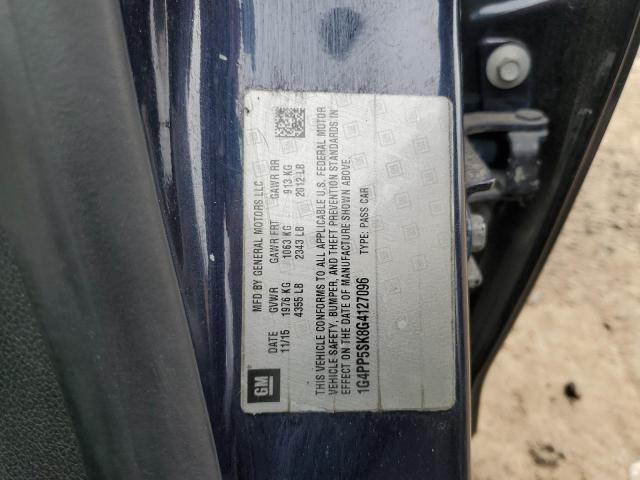 GM
MFD BY GENERAL MOTORS LLC
DATE GVWR GAWR FRT GAWR RR
11/15 1976 KG 1063 KG 913 KG
4355 LB 2343 LB 2012 LB
THIS VEHICLE CONFORMS TO ALL APPLICABLE U.S. FEDERAL MOTOR
VEHICLE SAFETY, BUMPER, AND THEFT PREVENTION STANDARDS IN
EFFECT ON THE DATE OF MANUFACTURE SHOWN ABOVE.
1G4PP5SK8G4127096 TYPE: PASS CAR